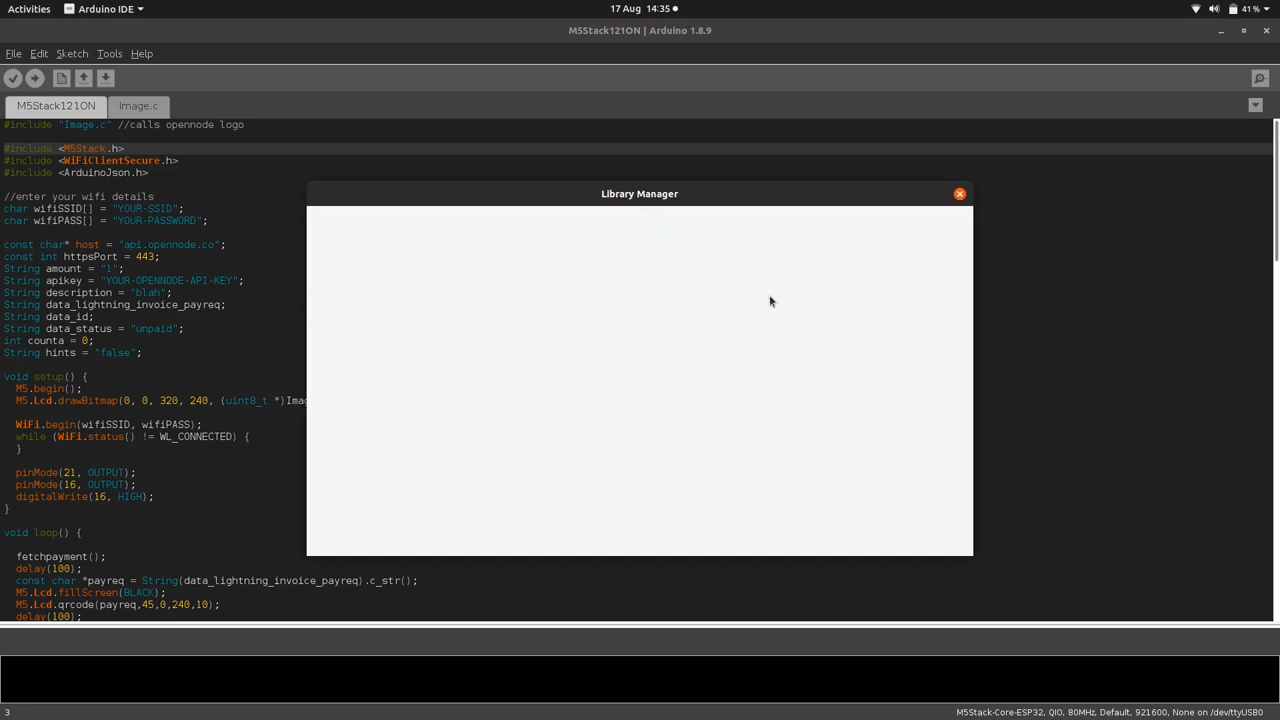 Activities Arduino IDE 17 Aug 14:35 41 %
M5Stack121ON | Arduino 1.8.9
File Edit Sketch Tools Help
M5Stack121ON Image.c
#include "Image.c" //calls opennode logo
#include <M5Stack.h>
#include <WiFiClientSecure.h>
#include <ArduinoJson.h>
Library Manager
//enter your wifi details
char wifiSSID[] = "YOUR-SSID";
char wifiPASS[] = "YOUR-PASSWORD";
const char* host = "api.opennode.co";
const int httpsPort = 443;
String amount = "1";
String apikey = "YOUR-OPENNODE-API-KEY";
String description = "blah";
String data_lightning_invoice_payreq;
String data_id;
String data_status = "unpaid";
int counta = 0;
String hints = "false";
void setup() {
M5.begin();
M5.Lcd.drawBitmap(0, 0, 320, 240, (uint8_t *)Imag
WiFi.begin(wifiSSID, wifiPASS);
while (WiFi.status() != WL_CONNECTED) {
}
pinMode(21, OUTPUT);
pinMode(16, OUTPUT);
digitalWrite(16, HIGH);
}
void loop() {
fetchpayment();
delay(100);
const char *payreq = String(data_lightning_invoice_payreq).c_str();
M5.Lcd.fillScreen(BLACK);
M5.Lcd.qrcode(payreq,45,0,240,10);
delay(100);
3 M5Stack-Core-ESP32, QIO, 80MHz, Default, 921600, None on /dev/ttyUSB0